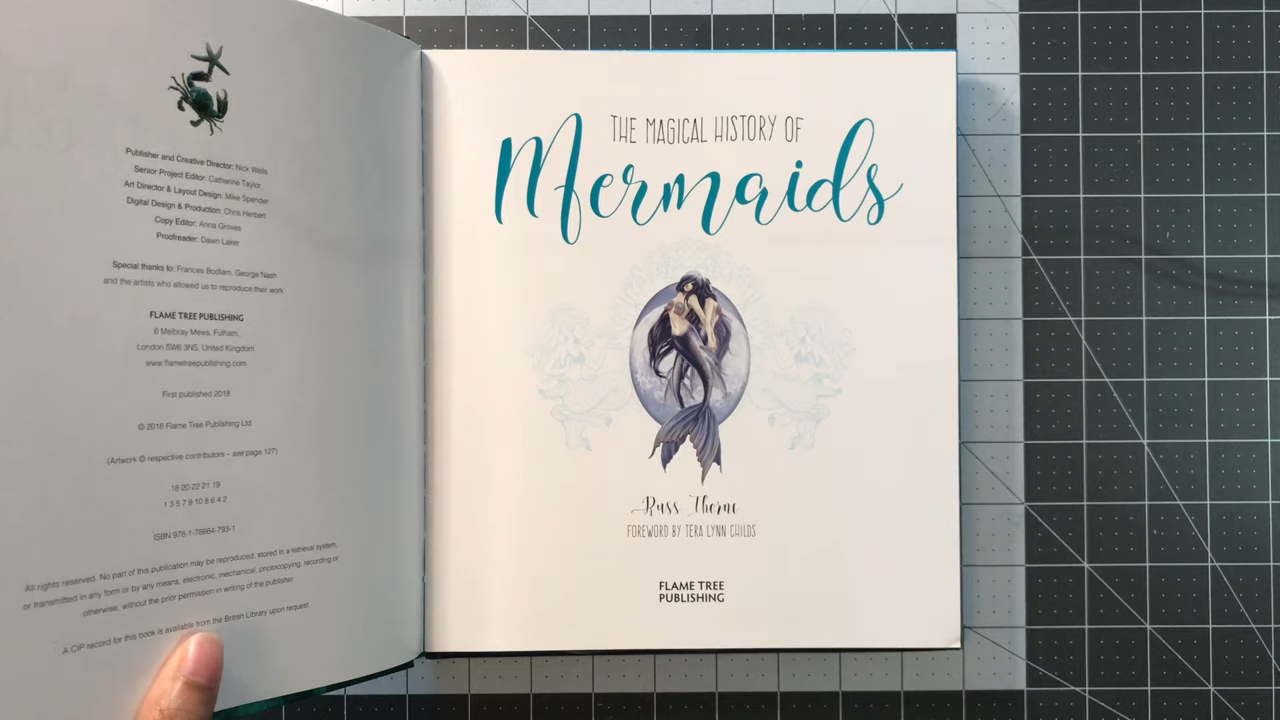 Publisher and Creative Director: Nick Wells
Senior Project Editor: Catherine Taylor
Art Director & Layout Design: Mike Spender
Digital Design & Production: Chris Herbert
Copy Editor: Anna Groves
Proofreader: Dawn Laker
Special thanks to: Frances Bodiam, George Nash
and the artists who allowed us to reproduce their work
FLAME TREE PUBLISHING
6 Melbray Mews, Fulham,
London SW6 3NS, United Kingdom
www.flametreepublishing.com
First published 2018
© 2018 Flame Tree Publishing Ltd
(Artwork © respective contributors – see page 127)
18 20 22 21 19
1 3 5 7 9 10 8 6 4 2
ISBN 978-1-78664-793-1
All rights reserved. No part of this publication may be reproduced, stored in a retrieval system,
or transmitted in any form or by any means, electronic, mechanical, photocopying, recording or
otherwise, without the prior permission in writing of the publisher.
A CIP record for this book is available from the British Library upon request.
THE MAGICAL HISTORY OF
Mermaids
Russ Thorne
FOREWORD BY TERA LYNN CHILDS
FLAME TREE
PUBLISHING